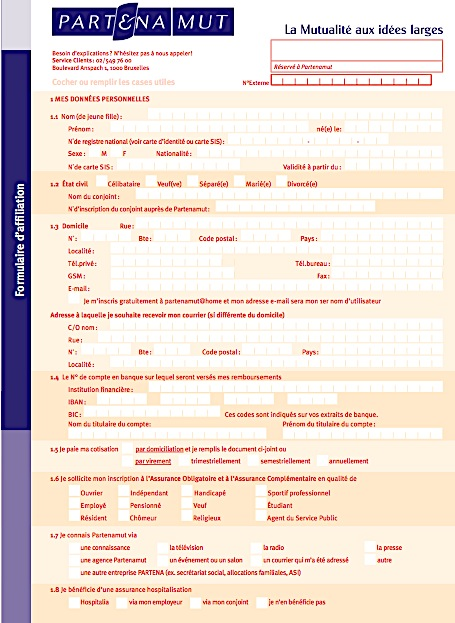 PARTENA MUT
La Mutualité aux idées larges
Besoin d'explications ? N'hésitez pas à nous appeler!
Service Clients : 02/549 76 00
Boulevard Anspach 1, 1000 Bruxelles
Réservé à Partenamut
Cocher ou remplir les cases utiles
N°Externe
Formulaire d'affiliation
1 MES DONNÉES PERSONNELLES
1.1 Nom (de jeune fille) :
Prénom : né(e) le:
N° de registre national (voir carte d'identité ou carte SIS) : - -
Sexe : M F Nationalité :
N° de carte SIS : Validité à partir du :
1.2 État civil Célibataire Veuf(ve) Séparé(e) Marié(e) Divorcé(e)
Nom du conjoint :
N° d'inscription du conjoint auprès de Partenamut :
1.3 Domicile Rue :
N° : Bte : Code postal : Pays :
Localité :
Tél.privé : Tél.bureau :
GSM : Fax :
E-mail :
Je m'inscris gratuitement à partenamut@home et mon adresse e-mail sera mon 1er nom d'utilisateur
Adresse à laquelle je souhaite recevoir mon courrier (si différente du domicile)
C/O nom :
Rue :
N° : Bte : Code postal : Pays :
Localité :
1.4 Le N° de compte en banque sur lequel seront versés mes remboursements
Institution financière :
IBAN :
BIC : Ces codes sont indiqués sur vos extraits de banque.
Nom du titulaire du compte : Prénom du titulaire du compte :
1.5 Je paie ma cotisation par domiciliation et je remplis le document ci-joint ou
par virement trimestriellement semestriellement annuellement
1.6 Je sollicite mon inscription à l'Assurance Obligatoire et à l'Assurance Complémentaire en qualité de
Ouvrier Indépendant Handicapé Sportif professionnel
Employé Pensionné Veuf Étudiant
Résident Chômeur Religieux Agent du Service Public
1.7 Je connais Partenamut via
une connaissance la télévision la radio la presse
une agence Partenamut un événement ou un salon un courrier qui m'a été adressé autre
une autre entreprise PARTENA (ex. secrétariat social, allocations familiales, ASI)
1.8 Je bénéficie d'une assurance hospitalisation
Hospitalia via mon employeur via mon conjoint je n'en bénéficie pas